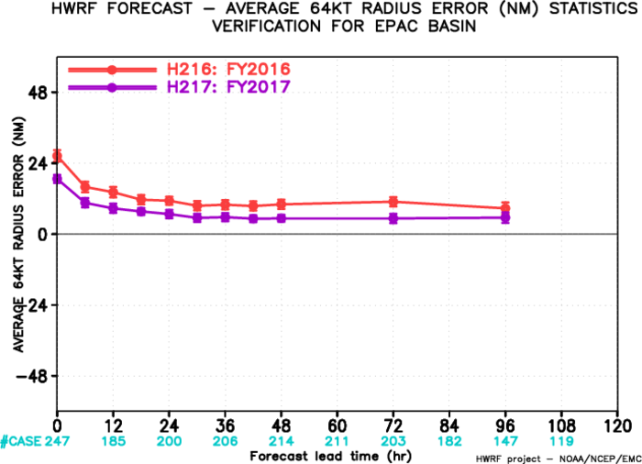 HWRF FORECAST – AVERAGE 64KT RADIUS ERROR (NM) STATISTICS
VERIFICATION FOR EPAC BASIN
H216: FY2016
H217: FY2017
AVERAGE 64KT RADIUS ERROR (NM)
48
24
0
−24
−48
0 12 24 36 48 60 72 84 96 108 120
#CASE 247 185 200 206 214 211 203 182 147 119
Forecast lead time (hr)
HWRF project – NOAA/NCEP/EMC